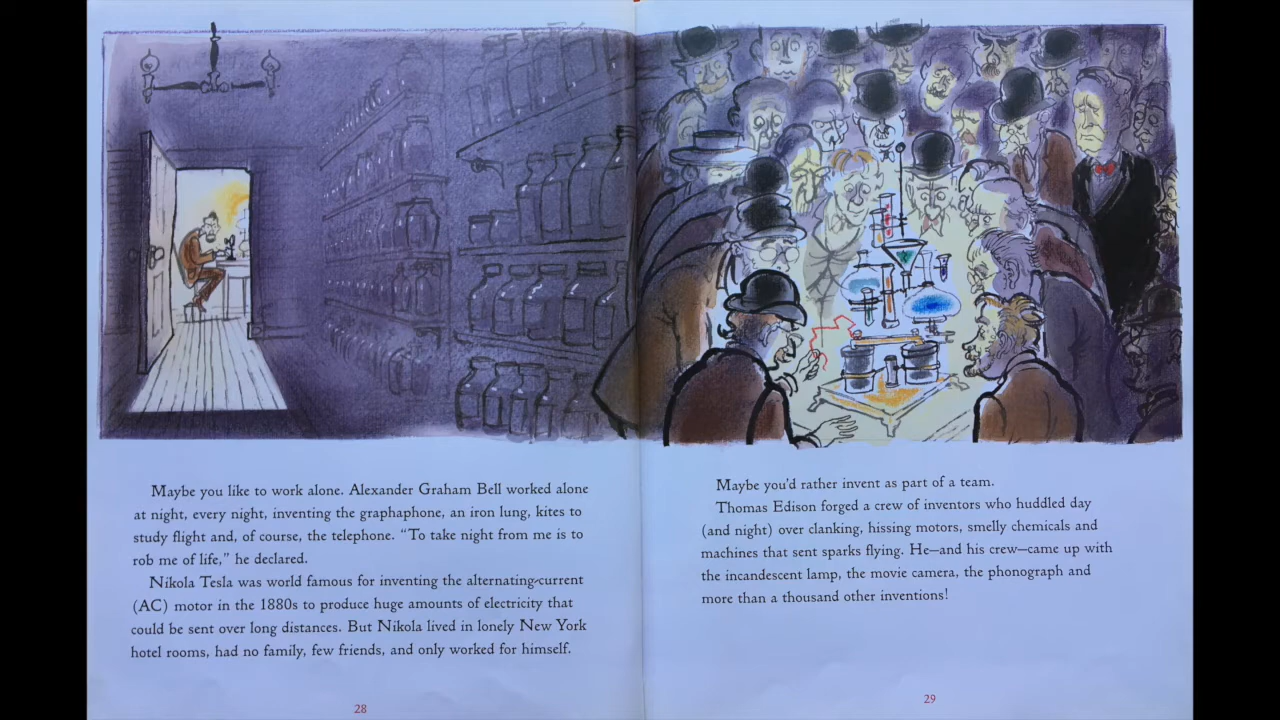 Maybe you like to work alone. Alexander Graham Bell worked alone
at night, every night, inventing the graphaphone, an iron lung, kites to
study flight and, of course, the telephone. “To take night from me is to
rob me of life,” he declared.
Nikola Tesla was world famous for inventing the alternating-current
(AC) motor in the 1880s to produce huge amounts of electricity that
could be sent over long distances. But Nikola lived in lonely New York
hotel rooms, had no family, few friends, and only worked for himself.
28
Maybe you’d rather invent as part of a team.
Thomas Edison forged a crew of inventors who huddled day
(and night) over clanking, hissing motors, smelly chemicals and
machines that sent sparks flying. He—and his crew—came up with
the incandescent lamp, the movie camera, the phonograph and
more than a thousand other inventions!
29